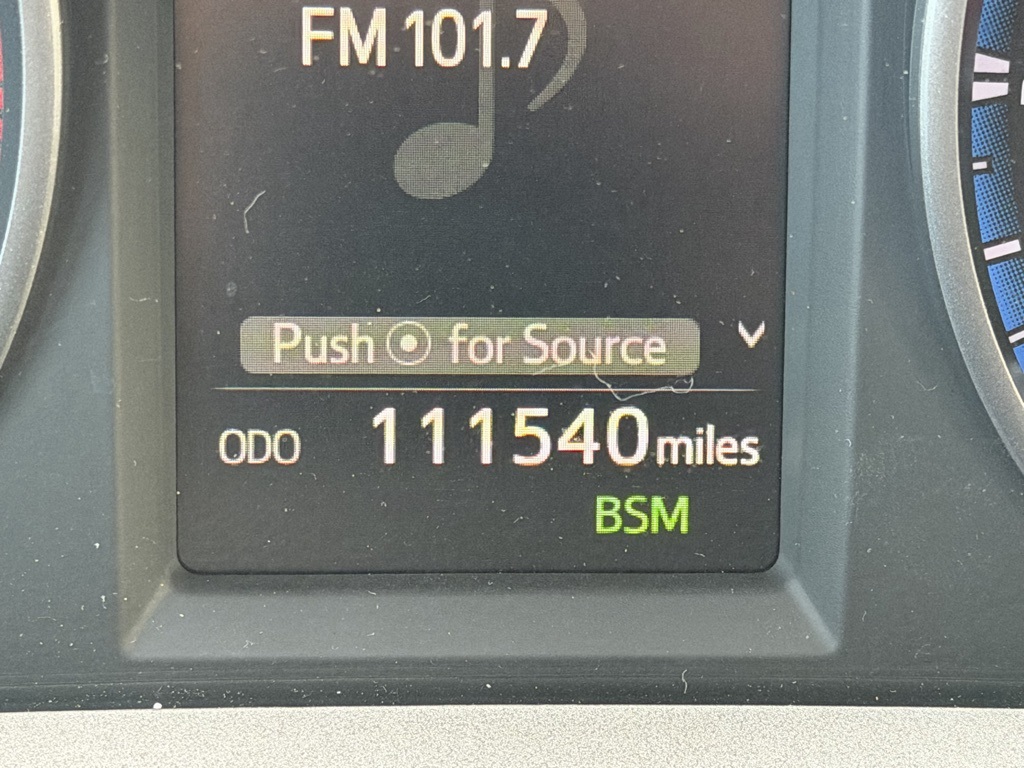 FM 101.7
Push for Source
ODO 111540 miles
BSM